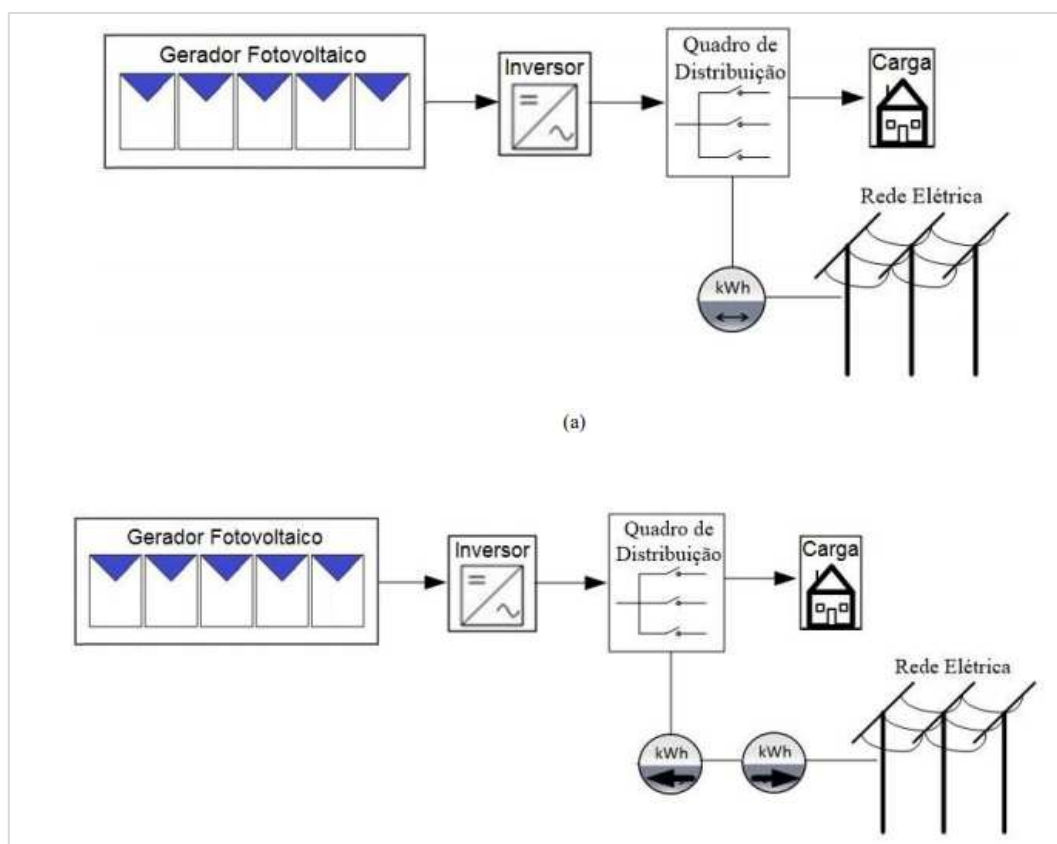 Gerador Fotovoltaico
Inversor
Quadro de
Distribuição
Carga
Rede Elétrica
kWh
(a)
Gerador Fotovoltaico
Inversor
Quadro de
Distribuição
Carga
Rede Elétrica
kWh
kWh